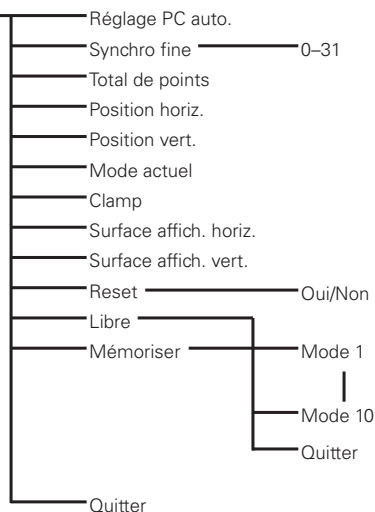 Réglage PC auto.
Synchro fine 0–31
Total de points
Position horiz.
Position vert.
Mode actuel
Clamp
Surface affich. horiz.
Surface affich. vert.
Reset Oui/Non
Libre
Mémoriser Mode 1
Mode 10
Quitter
Quitter